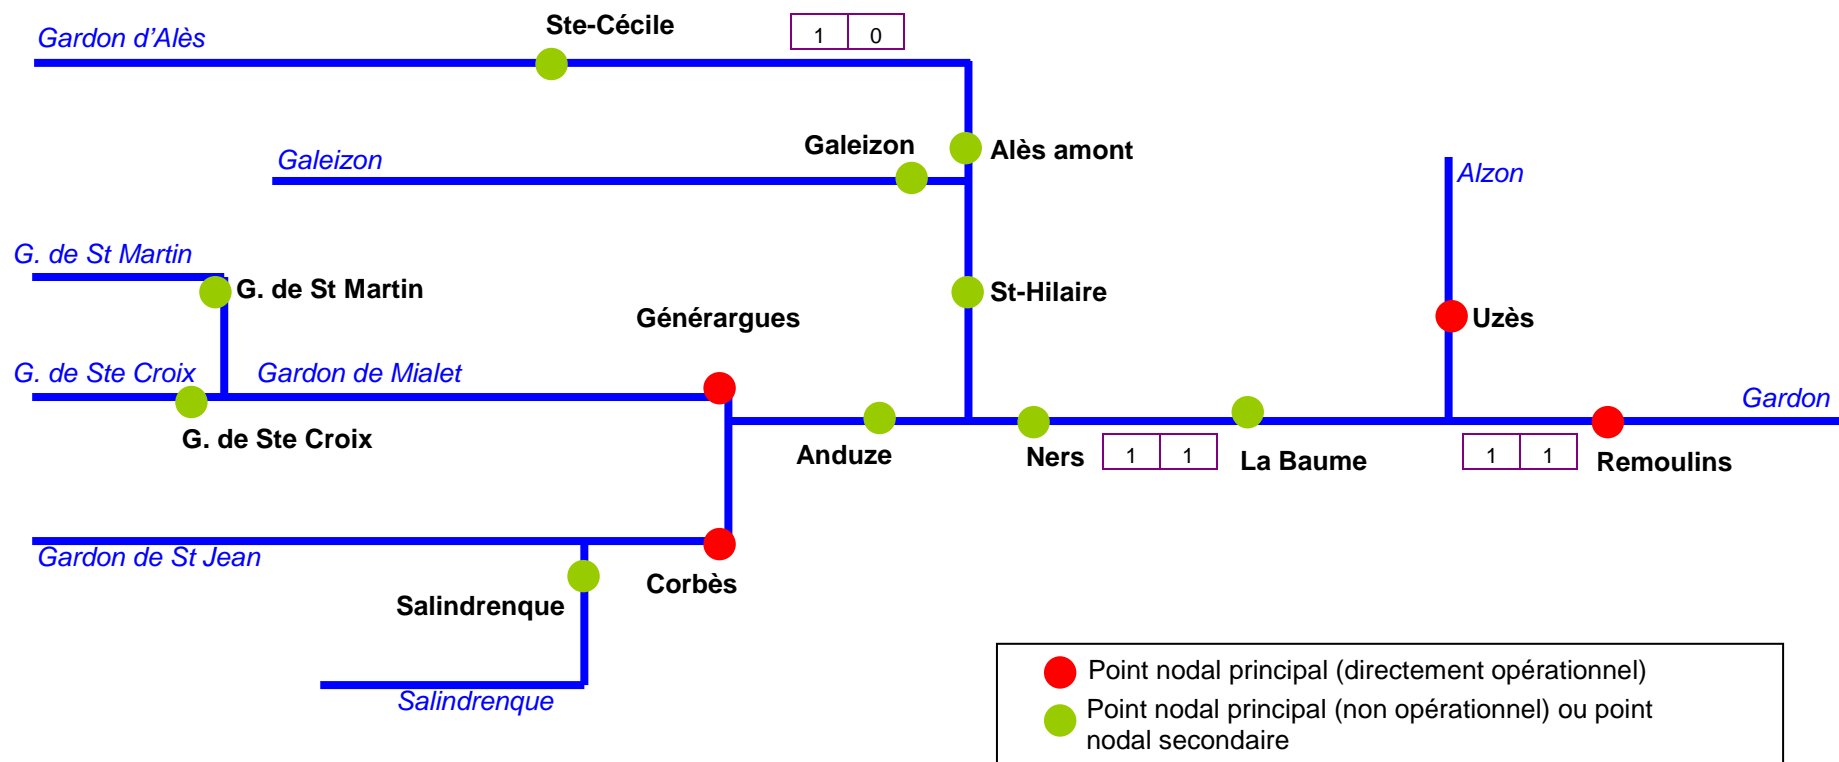 Ste-Cécile
1 0
Gardon d'Alès
Galeizon
Alès amont
Galeizon
Alzon
G. de St Martin
G. de St Martin
St-Hilaire
Générargues
Uzès
G. de Ste Croix
Gardon de Mialet
Gardon
G. de Ste Croix
Anduze
Ners
1 1
La Baume
1 1
Remoulins
Gardon de St Jean
Corbès
Salindrenque
Salindrenque
Point nodal principal (directement opérationnel)
Point nodal principal (non opérationnel) ou point
nodal secondaire